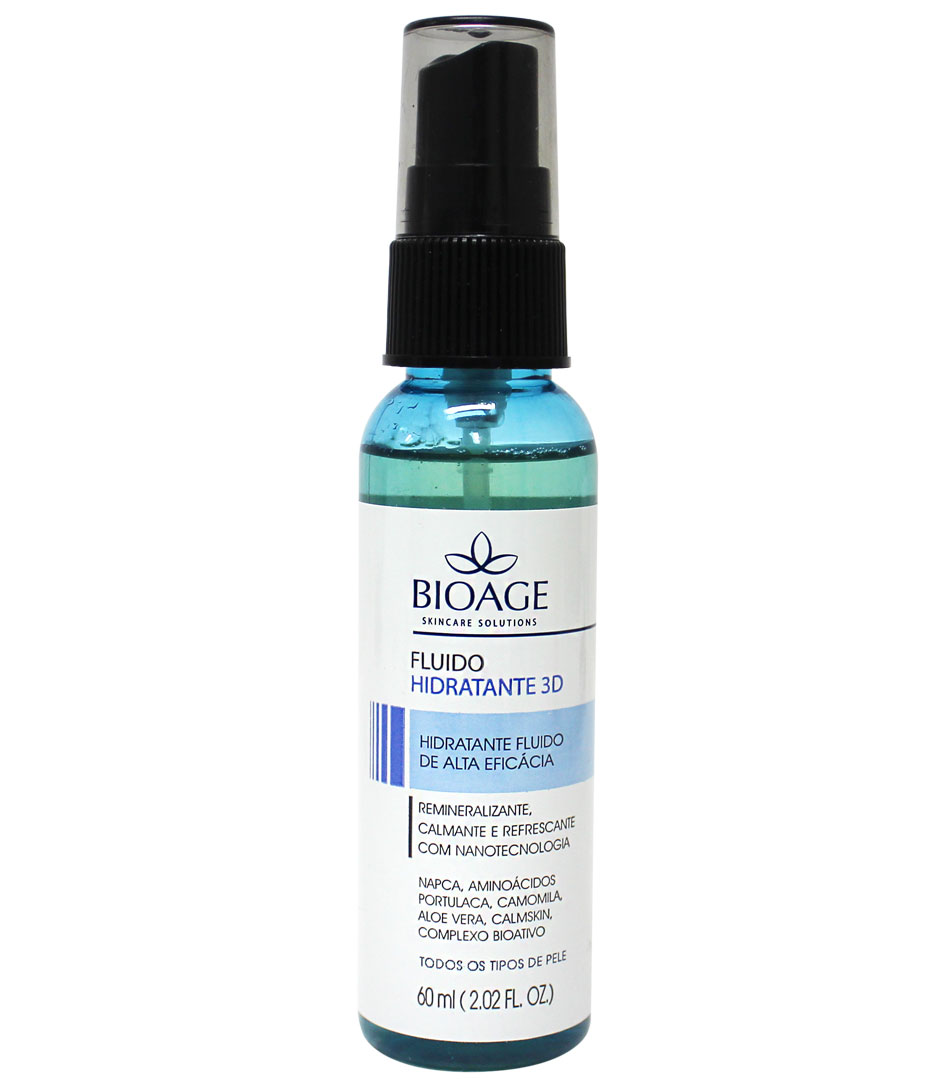 BIOAGE
SKINCARE SOLUTIONS
FLUIDO
HIDRATANTE 3D
HIDRATANTE FLUIDO
DE ALTA EFICÁCIA
REMINERALIZANTE,
CALMANTE E REFRESCANTE
COM NANOTECNOLOGIA
NAPCA, AMINOÁCIDOS
PORTULACA, CAMOMILA,
ALOE VERA, CALMSKIN,
COMPLEXO BIOATIVO
TODOS OS TIPOS DE PELE
60 ml ( 2.02 FL. OZ.)